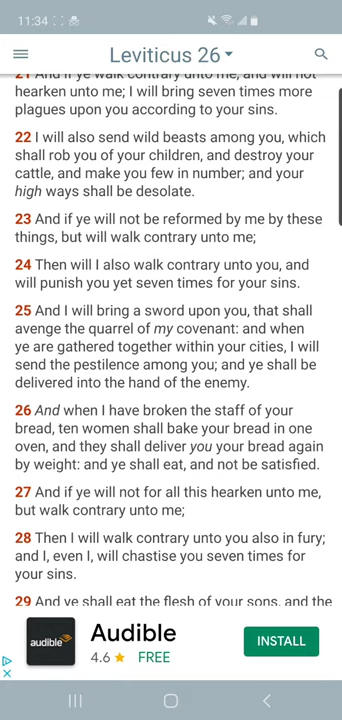 11:34
Leviticus 26
21 And if ye walk contrary unto me, and will not
hearken unto me; I will bring seven times more
plagues upon you according to your sins.
22 I will also send wild beasts among you, which
shall rob you of your children, and destroy your
cattle, and make you few in number; and your
high ways shall be desolate.
23 And if ye will not be reformed by me by these
things, but will walk contrary unto me;
24 Then will I also walk contrary unto you, and
will punish you yet seven times for your sins.
25 And I will bring a sword upon you, that shall
avenge the quarrel of my covenant: and when
ye are gathered together within your cities, I will
send the pestilence among you; and ye shall be
delivered into the hand of the enemy.
26 And when I have broken the staff of your
bread, ten women shall bake your bread in one
oven, and they shall deliver you your bread again
by weight: and ye shall eat, and not be satisfied.
27 And if ye will not for all this hearken unto me,
but walk contrary unto me;
28 Then I will walk contrary unto you also in fury;
and I, even I, will chastise you seven times for
your sins.
29 And ye shall eat the flesh of your sons, and the
audible
Audible
4.6 ★ FREE
INSTALL